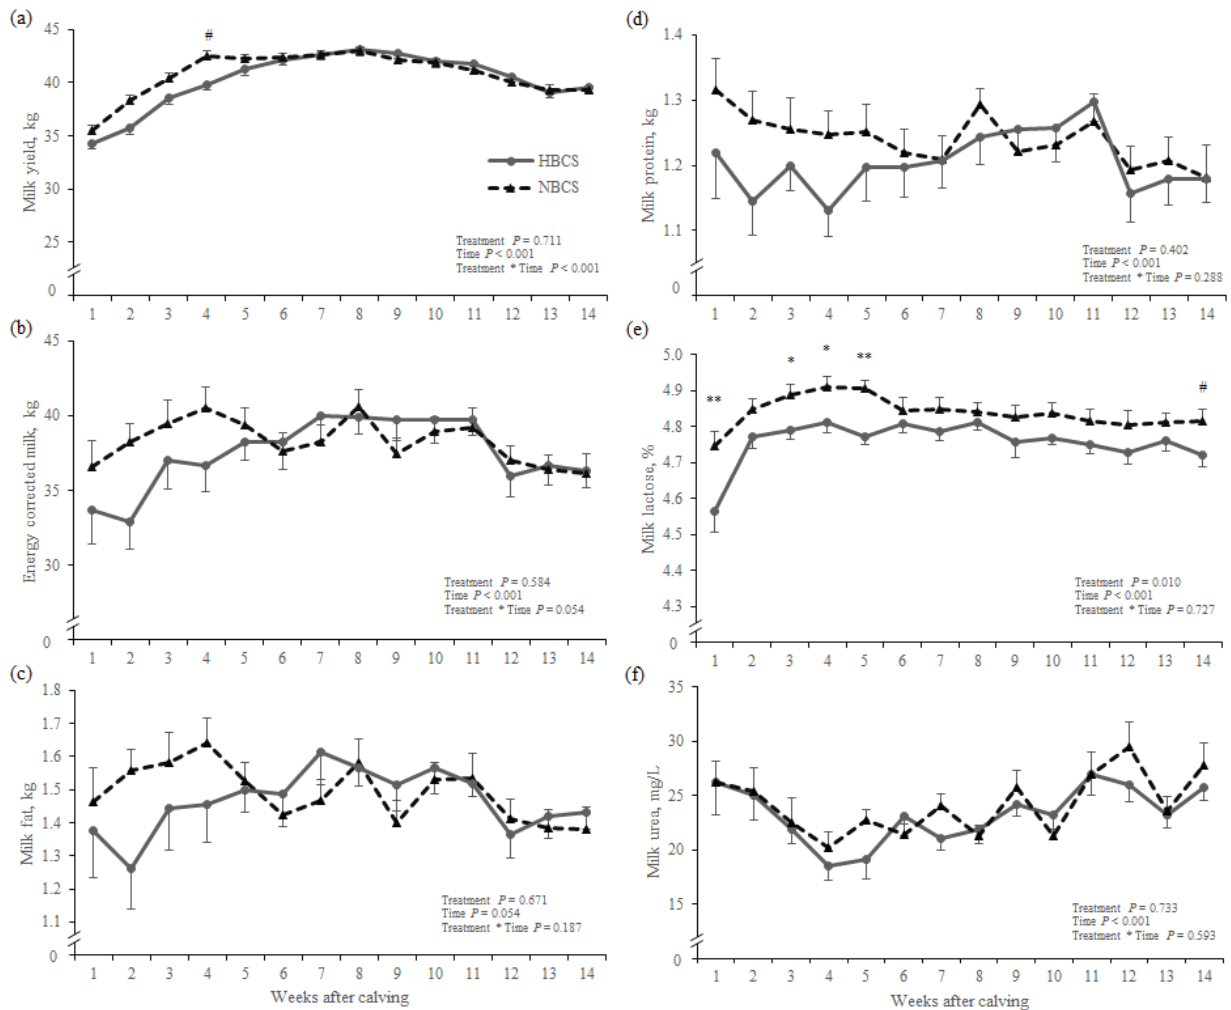 (a)
#
45
40
35
30
25
0
Milk yield, kg
HBCS
NBCS
Treatment P = 0.711
Time P < 0.001
Treatment * Time P < 0.001
1 2 3 4 5 6 7 8 9 10 11 12 13 14
(b)
45
40
35
30
0
Energy corrected milk, kg
Treatment P = 0.584
Time P < 0.001
Treatment * Time P = 0.054
1 2 3 4 5 6 7 8 9 10 11 12 13 14
(c)
1.8
1.7
1.6
1.5
1.4
1.3
1.2
1.1
0
Milk fat, kg
Treatment P = 0.671
Time P = 0.054
Treatment * Time P = 0.187
1 2 3 4 5 6 7 8 9 10 11 12 13 14
Weeks after calving
(d)
1.4
1.3
1.2
1.1
0
Milk protein, kg
Treatment P = 0.402
Time P < 0.001
Treatment * Time P = 0.288
1 2 3 4 5 6 7 8 9 10 11 12 13 14
(e)
5.0
4.9
4.8
4.7
4.6
4.5
4.4
4.3
0
Milk lactose, %
** * * ** #
Treatment P = 0.010
Time P < 0.001
Treatment * Time P = 0.727
1 2 3 4 5 6 7 8 9 10 11 12 13 14
(f)
35
30
25
20
15
0
Milk urea, mg/L
Treatment P = 0.733
Time P < 0.001
Treatment * Time P = 0.593
1 2 3 4 5 6 7 8 9 10 11 12 13 14
Weeks after calving